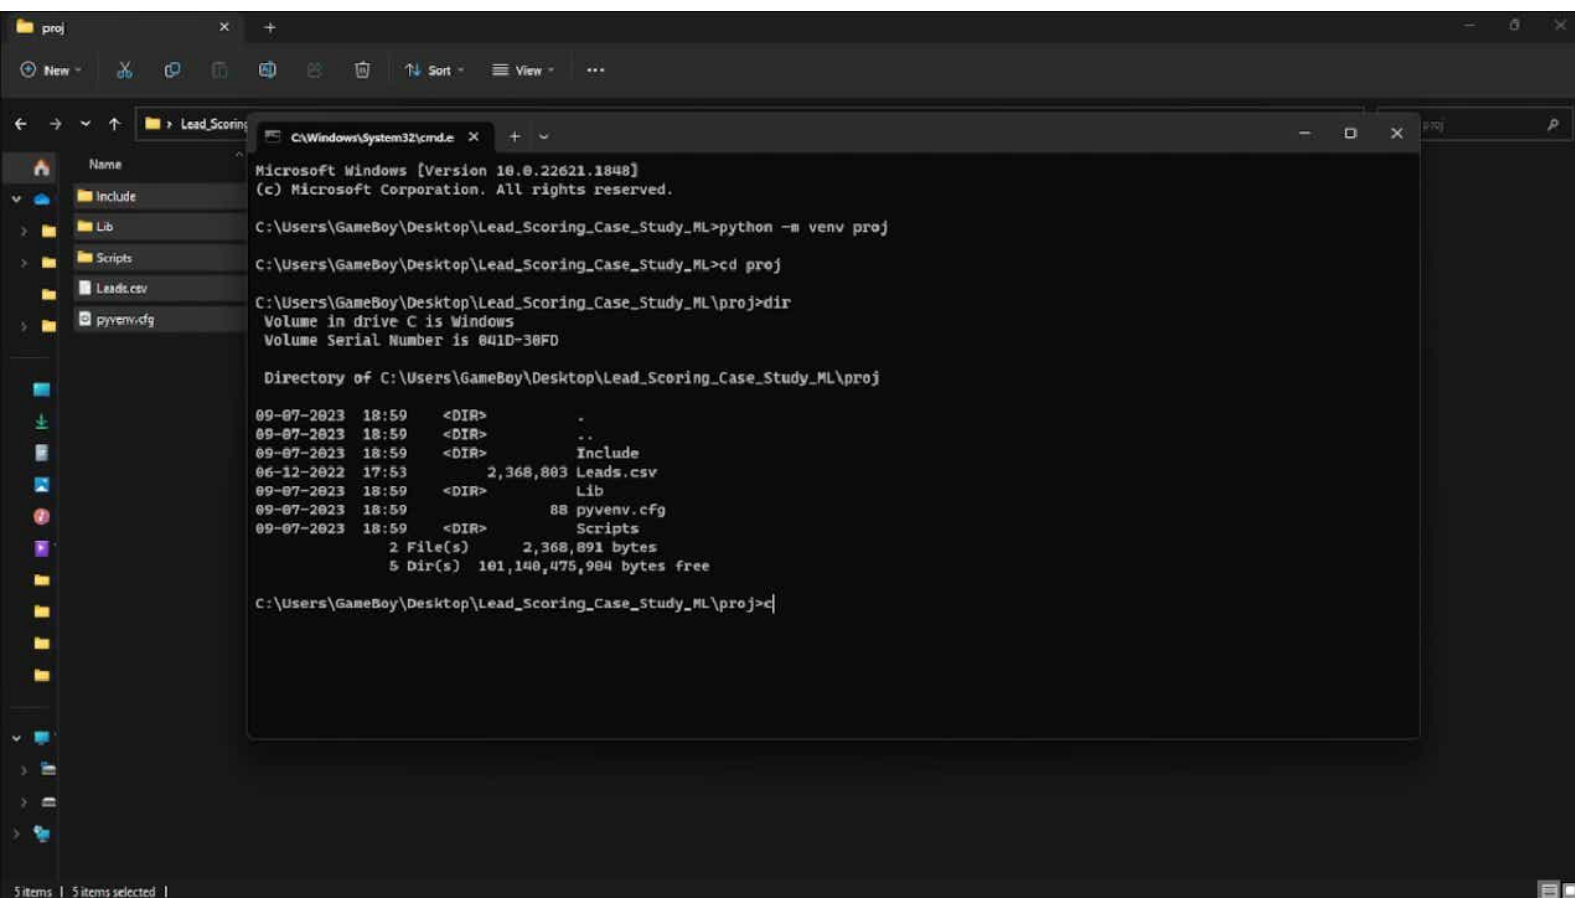 proj
New
Sort
View
Lead_Scoring
proj
Name
Include
Lib
Scripts
Leads.csv
pyvenv.cfg
C:\Windows\System32\cmd.e
Microsoft Windows [Version 10.0.22621.1848]
(c) Microsoft Corporation. All rights reserved.
C:\Users\GameBoy\Desktop\Lead_Scoring_Case_Study_ML>python -m venv proj
C:\Users\GameBoy\Desktop\Lead_Scoring_Case_Study_ML>cd proj
C:\Users\GameBoy\Desktop\Lead_Scoring_Case_Study_ML\proj>dir
Volume in drive C is Windows
Volume Serial Number is 041D-30FD
Directory of C:\Users\GameBoy\Desktop\Lead_Scoring_Case_Study_ML\proj
09-07-2023 18:59 <DIR> .
09-07-2023 18:59 <DIR> ..
09-07-2023 18:59 <DIR> Include
06-12-2022 17:53 2,368,803 Leads.csv
09-07-2023 18:59 <DIR> Lib
09-07-2023 18:59 88 pyvenv.cfg
09-07-2023 18:59 <DIR> Scripts
2 File(s) 2,368,891 bytes
5 Dir(s) 101,140,475,904 bytes free
C:\Users\GameBoy\Desktop\Lead_Scoring_Case_Study_ML\proj>c
5 items | 5 items selected |